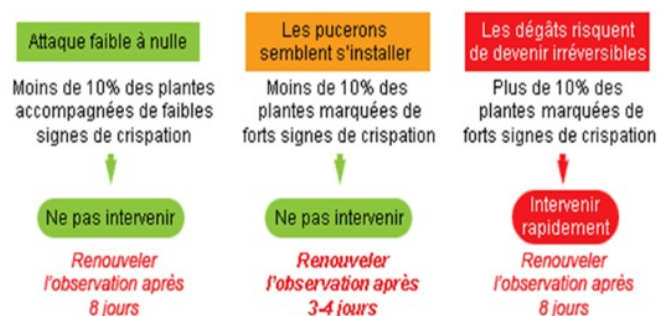 Attaque faible à nulle
Moins de 10% des plantes
accompagnées de faibles
signes de crispation
Ne pas intervenir
Renouveler
l'observation après
8 jours
Les pucerons
semblent s'installer
Moins de 10% des
plantes marquées de
forts signes de crispation
Ne pas intervenir
Renouveler
l'observation après
3-4 jours
Les dégâts risquent
de devenir irréversibles
Plus de 10% des
plantes marquées de
forts signes de crispation
Intervenir
rapidement
Renouveler
l'observation après
8 jours